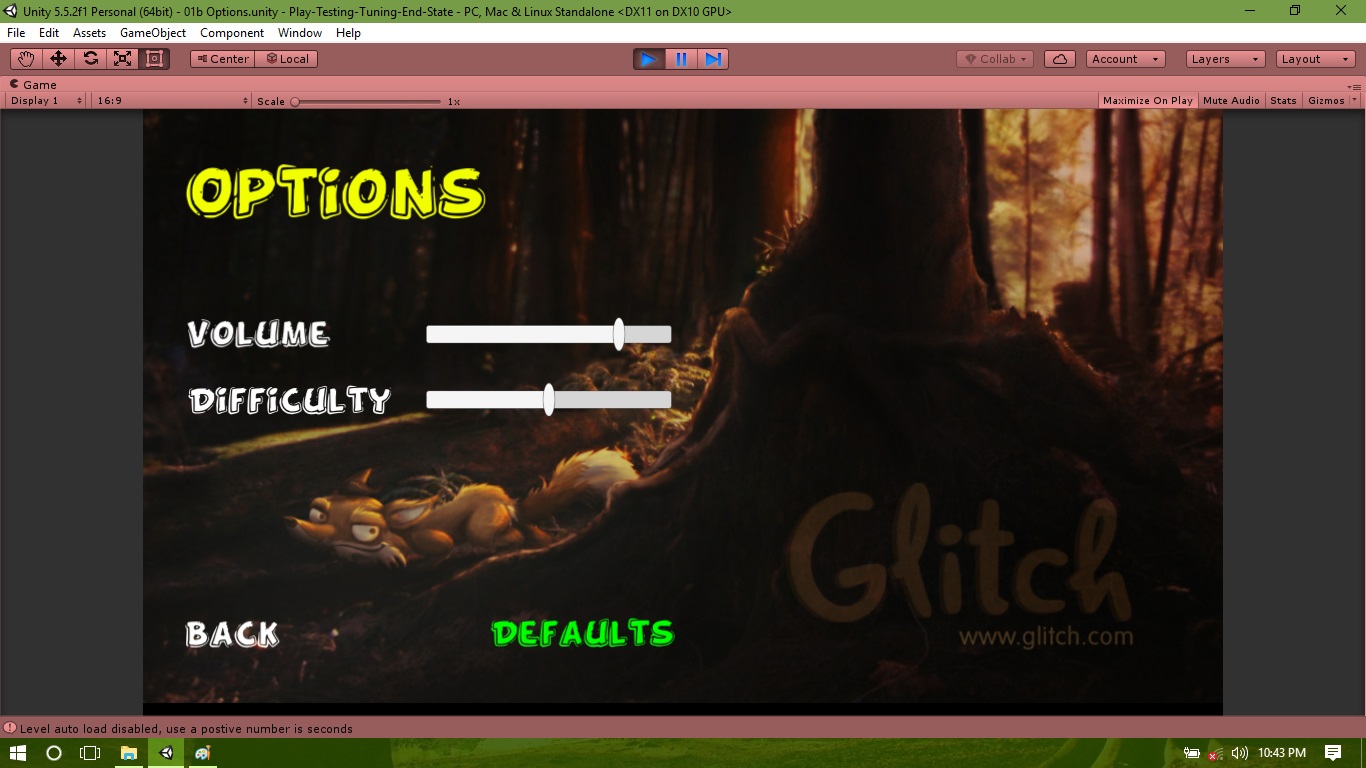 Unity 5.5.2f1 Personal (64bit) - 01b Options.unity - Play-Testing-Tuning-End-State - PC, Mac & Linux Standalone <DX11 on DX10 GPU>
File Edit Assets GameObject Component Window Help
Center Local Collab Account Layers Layout
Game
Display 1 16:9 Scale 1x Maximize On Play Mute Audio Stats Gizmos
OPTiONS
VOLUME
DiFFiCULTY
Glitch
www.glitch.com
BACK DEFAULTS
Level auto load disabled, use a postive number is seconds
10:43 PM